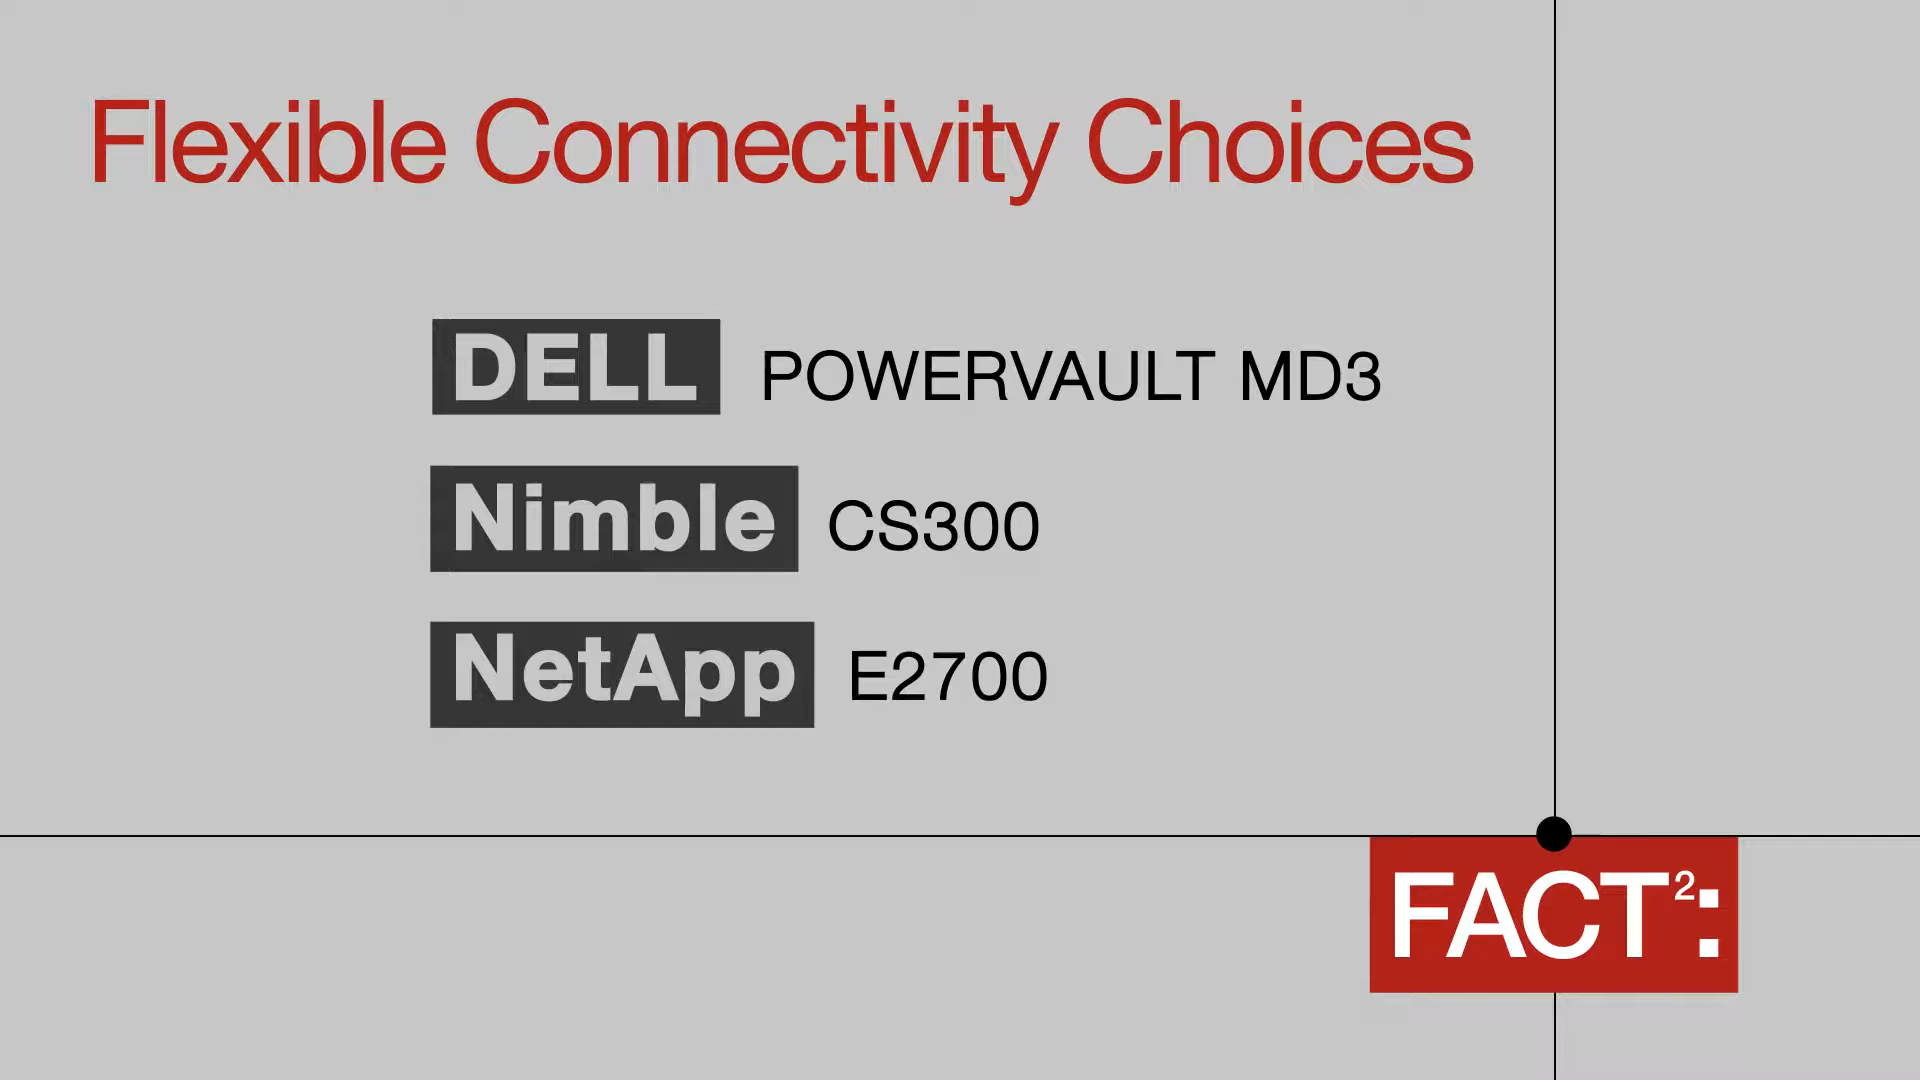 Flexible Connectivity Choices
DELL POWERVAULT MD3
Nimble CS300
NetApp E2700
FACT²: